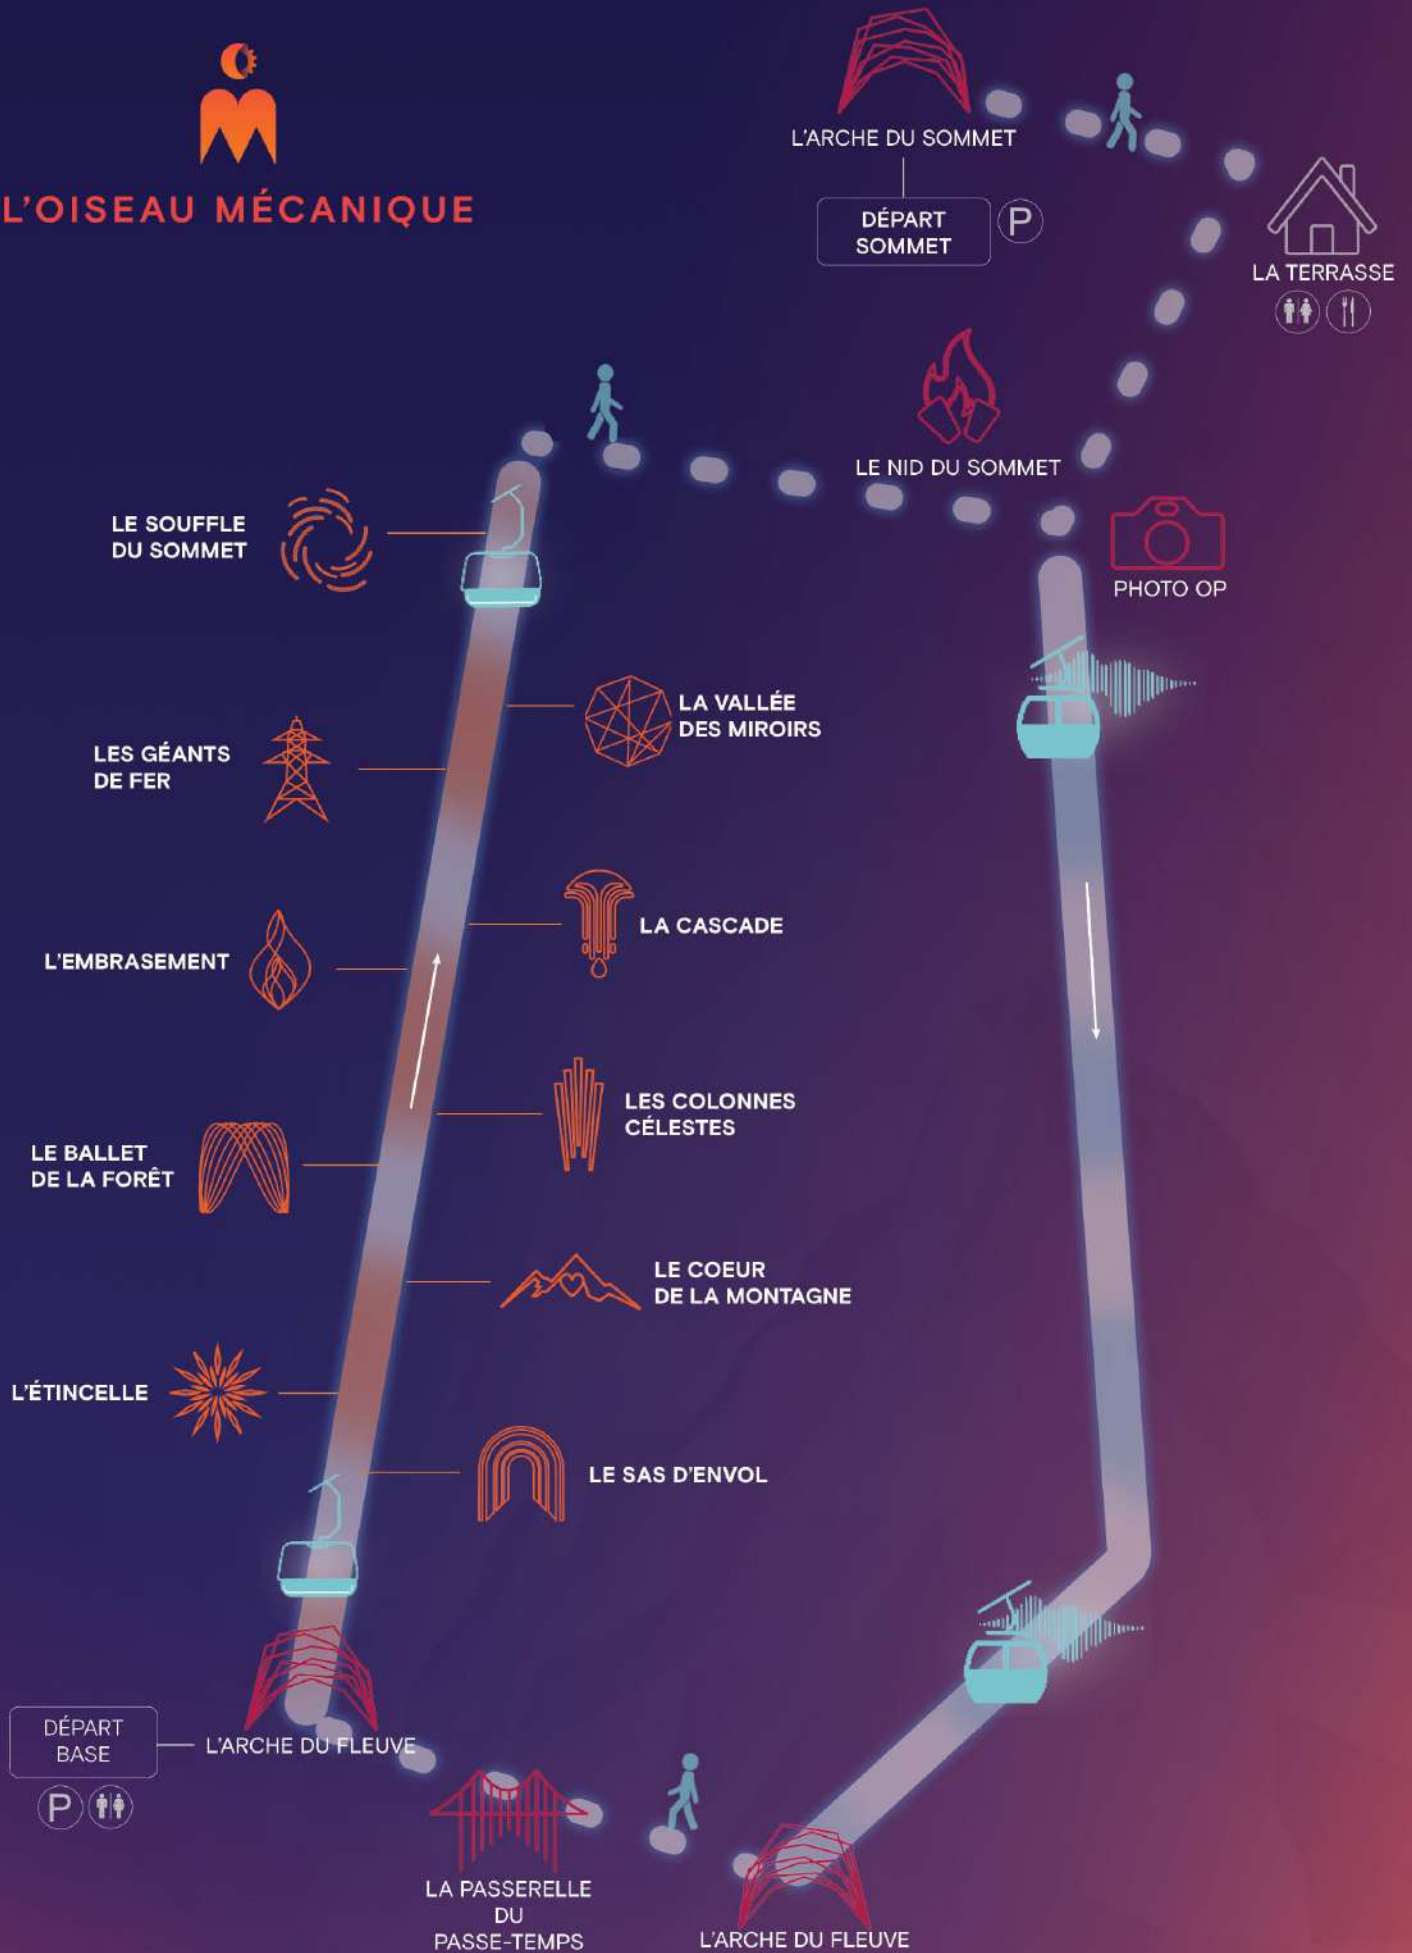 L'OISEAU MÉCANIQUE
L'ARCHE DU SOMMET
DÉPART
SOMMET
P
LA TERRASSE
LE NID DU SOMMET
PHOTO OP
LE SOUFFLE
DU SOMMET
LA VALLÉE
DES MIROIRS
LES GÉANTS
DE FER
LA CASCADE
L'EMBRASEMENT
LES COLONNES
CÉLESTES
LE BALLET
DE LA FORÊT
LE COEUR
DE LA MONTAGNE
L'ÉTINCELLE
LE SAS D'ENVOL
DÉPART
BASE
P
L'ARCHE DU FLEUVE
LA PASSERELLE
DU
PASSE-TEMPS
L'ARCHE DU FLEUVE